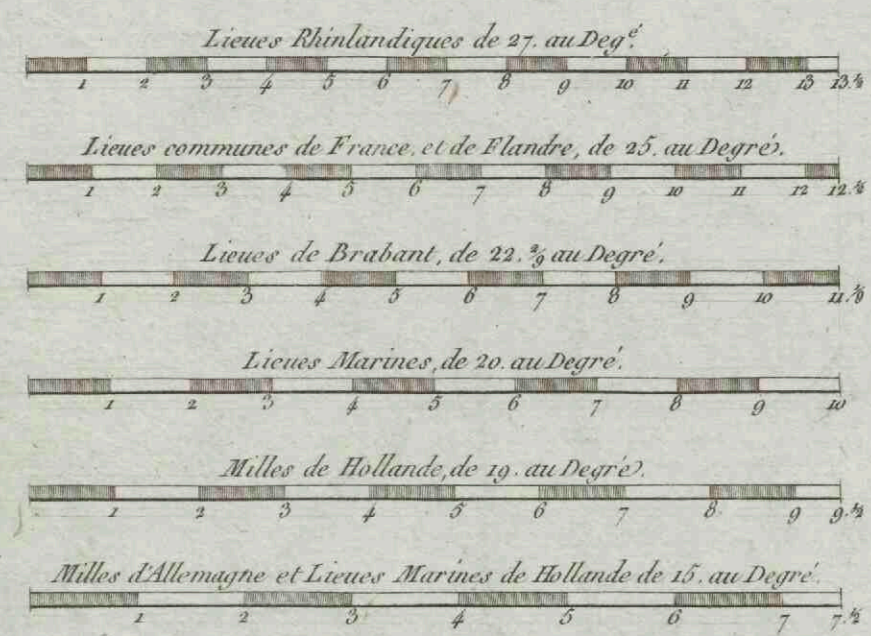 Lieues Rhinlandiques de 27. au Degé.
1 2 3 4 5 6 7 8 9 10 11 12 13 13.½
Lieues communes de France. et de Flandre, de 25. au Degré.
1 2 3 4 5 6 7 8 9 10 11 12 12.½
Lieues de Brabant, de 22.2/9 au Degré.
1 2 3 4 5 6 7 8 9 10 11.1/9
Lieues Marines, de 20. au Degré.
1 2 3 4 5 6 7 8 9 10
Milles de Hollande, de 19. au Degré.
1 2 3 4 5 6 7 8 9 9.½
Milles d'Allemagne et Lieues Marines de Hollande de 15. au Degré.
1 2 3 4 5 6 7 7.½